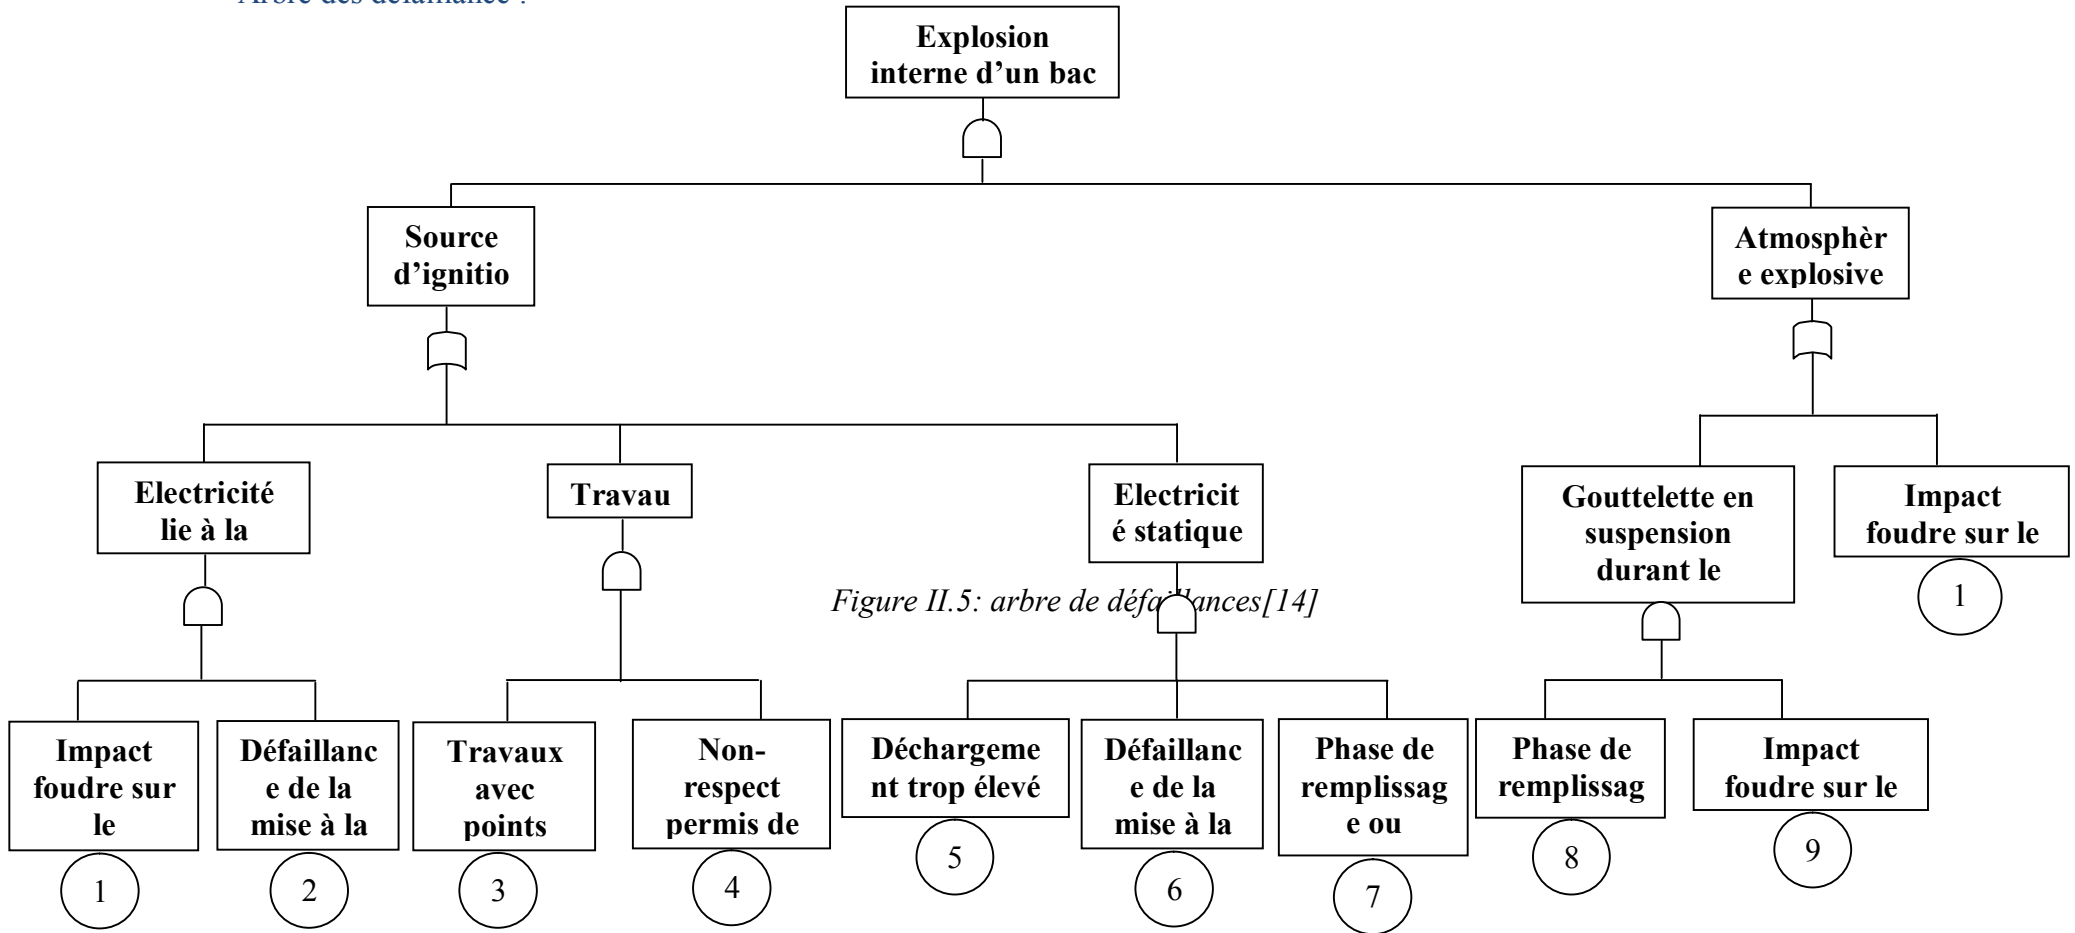 Arbre des défaillance :
Explosion
interne d’un bac
Source
d’ignitio
Atmosphèr
e explosive
Electricité
lie à la
Travau
Electricit
é statique
Gouttelette en
suspension
durant le
Impact
foudre sur le
1
Figure II.5: arbre de défaillances[14]
Impact
foudre sur
le
1
Défaillanc
e de la
mise à la
2
Travaux
avec
points
3
Non-
respect
permis de
4
Déchargeme
nt trop élevé
5
Défaillanc
e de la
mise à la
6
Phase de
remplissag
e ou
7
Phase de
remplissag
8
Impact
foudre sur le
9